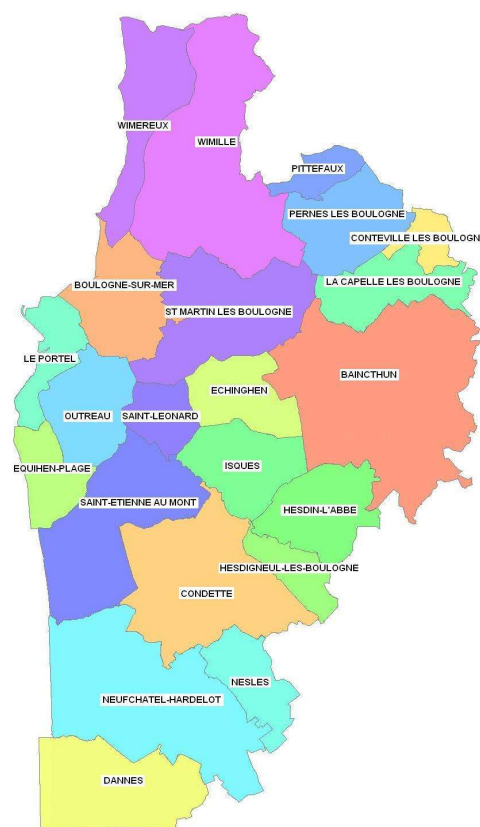 WIMEREUX
WIMILLE
PITTEFAUX
PERNES LES BOULOGNE
CONTEVILLE LES BOULOGN
LA CAPELLE LES BOULOGNE
BOULOGNE-SUR-MER
ST MARTIN LES BOULOGNE
LE PORTEL
BAINCTHUN
ECHINGHEN
OUTREAU
SAINT-LEONARD
EQUIHEN-PLAGE
ISQUES
SAINT-ETIENNE AU MONT
HESDIN-L'ABBE
HESDIGNEUL-LES-BOULOGNE
CONDETTE
NESLES
NEUFCHATEL-HARDELOT
DANNES